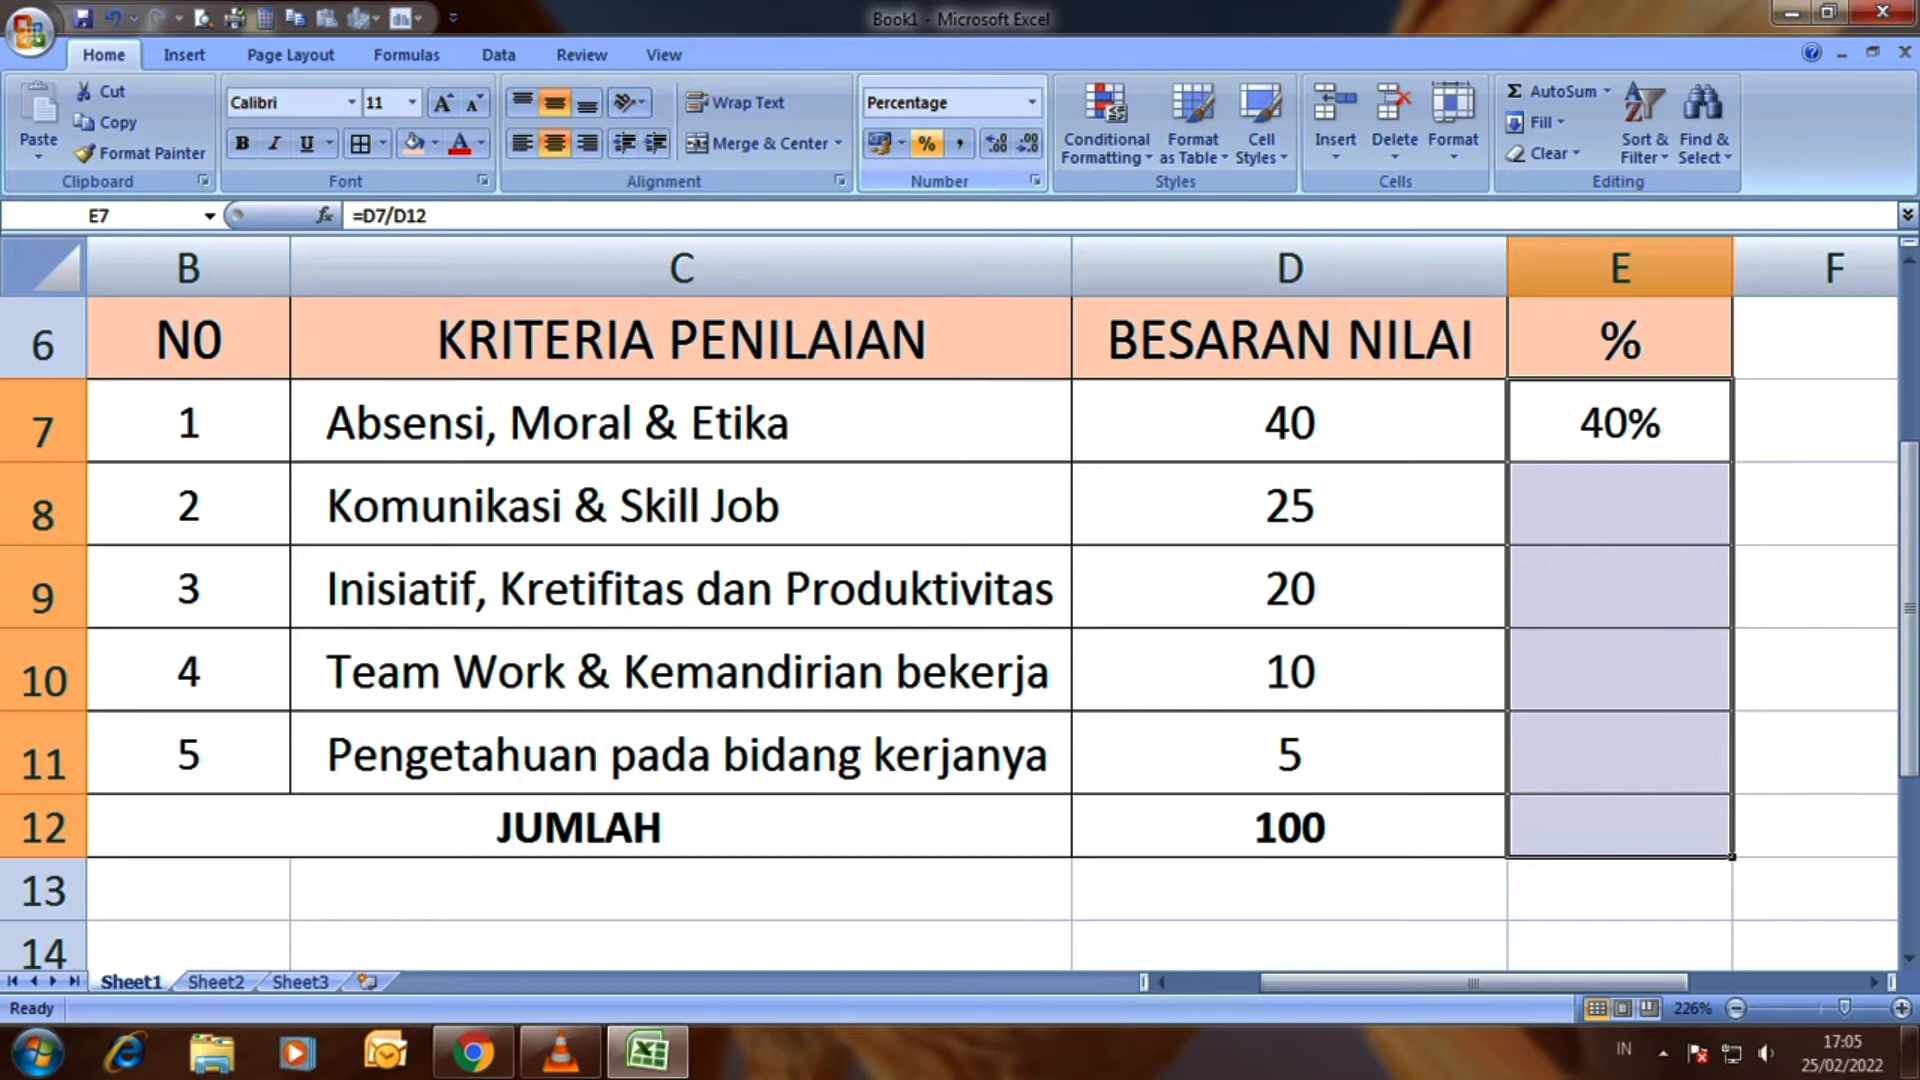 Book1 - Microsoft Excel
Home Insert Page Layout Formulas Data Review View
Paste
Cut
Copy
Format Painter
Clipboard
Calibri 11
B I U
Font
Wrap Text
Merge & Center
Alignment
Percentage
% ,
Number
Conditional Formatting
Format as Table
Cell Styles
Styles
Insert Delete Format
Cells
Σ AutoSum
Fill
Clear
Sort & Filter
Find & Select
Editing
E7 fx =D7/D12
B C D E F
6 N0 KRITERIA PENILAIAN BESARAN NILAI %
7 1 Absensi, Moral & Etika 40 40%
8 2 Komunikasi & Skill Job 25
9 3 Inisiatif, Kretifitas dan Produktivitas 20
10 4 Team Work & Kemandirian bekerja 10
11 5 Pengetahuan pada bidang kerjanya 5
12 JUMLAH 100
13
14
Sheet1 Sheet2 Sheet3
Ready 226%
IN 17:05
25/02/2022